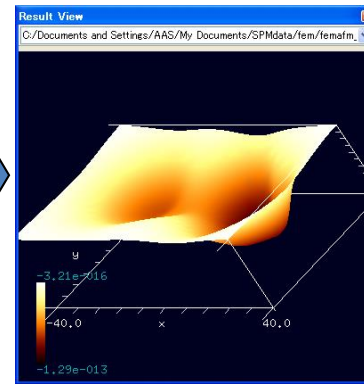 Result View
C:/Documents and Settings/AAS/My Documents/SPMdata/fem/femafm_
y
-3.21e-016
-40.0
x
40.0
-1.29e-013